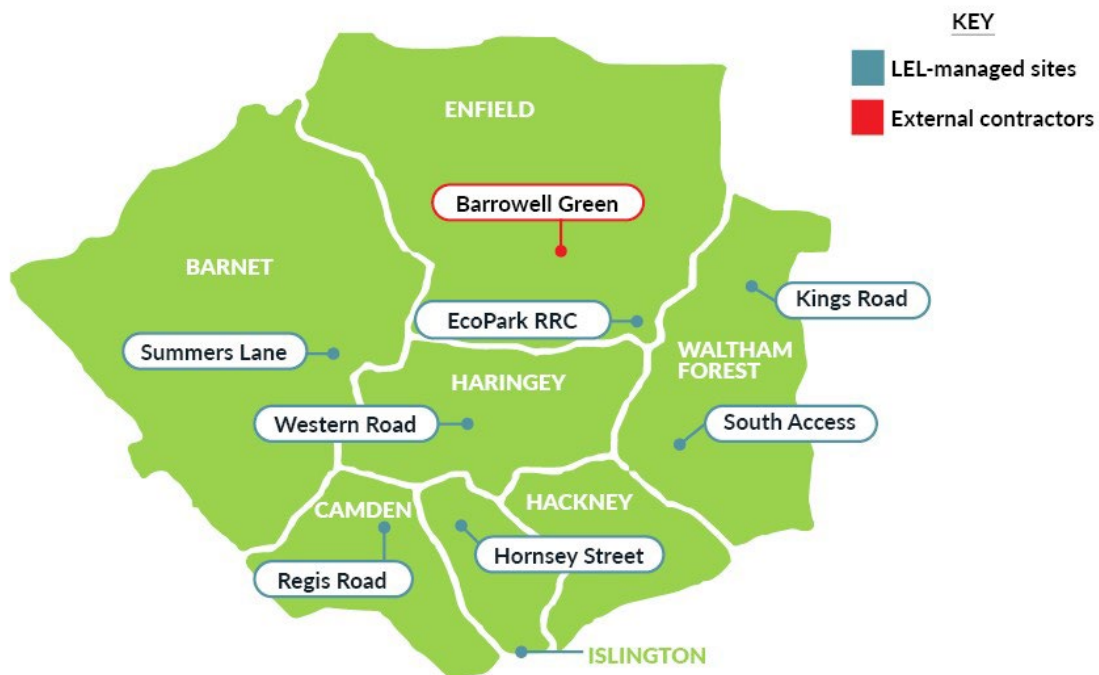 KEY
LEL-managed sites
External contractors
ENFIELD
Barrowell Green
BARNET
Kings Road
EcoPark RRC
Summers Lane
WALTHAM
FOREST
HARINGEY
Western Road
South Access
CAMDEN
HACKNEY
Hornsey Street
Regis Road
ISLINGTON